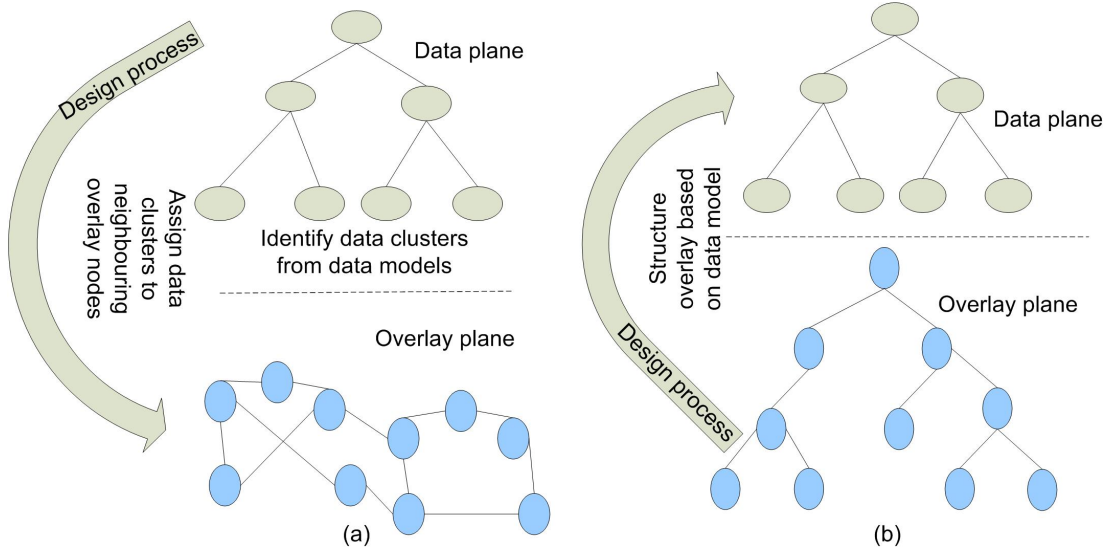 Design process
Data plane
Assign data
clusters to
neighbouring
overlay nodes
Identify data clusters
from data models
Overlay plane
(a)
Data plane
Structure
overlay based
on data model
Overlay plane
Design process
(b)